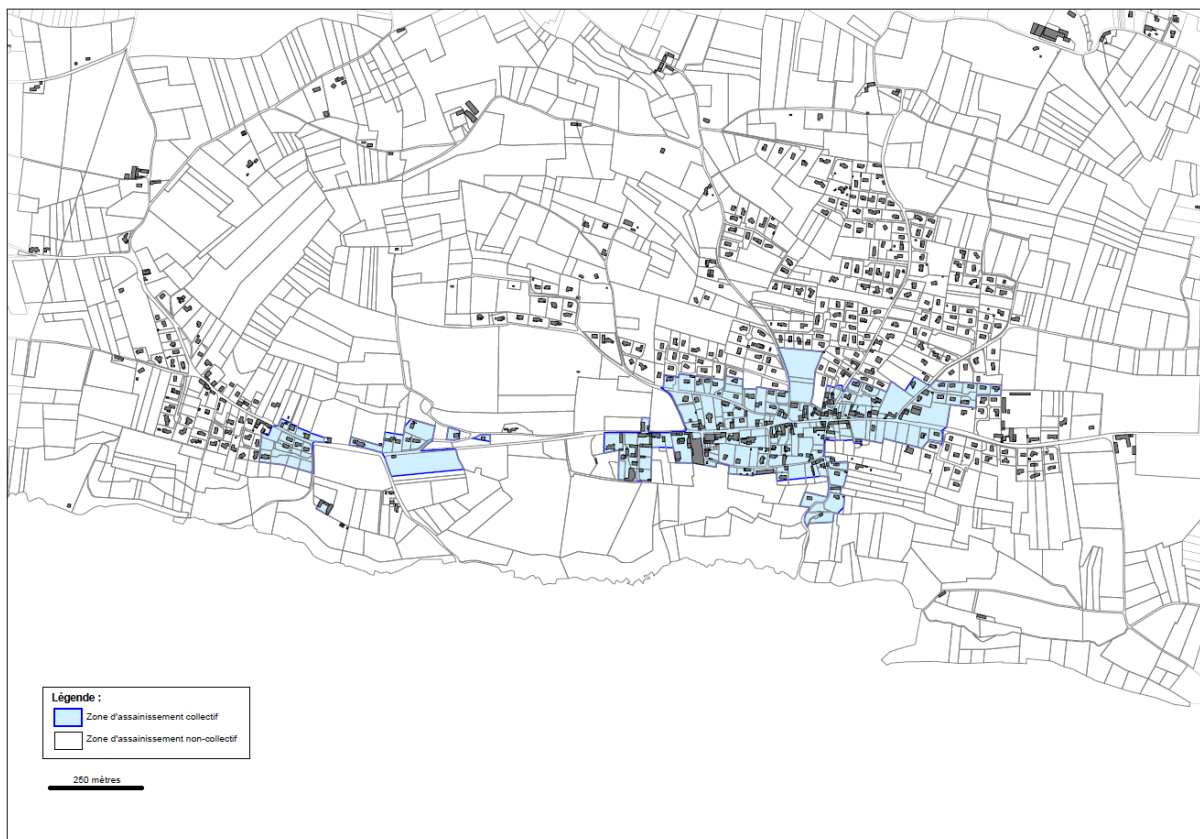 Légende :
Zone d'assainissement collectif
Zone d'assainissement non-collectif
250 mètres